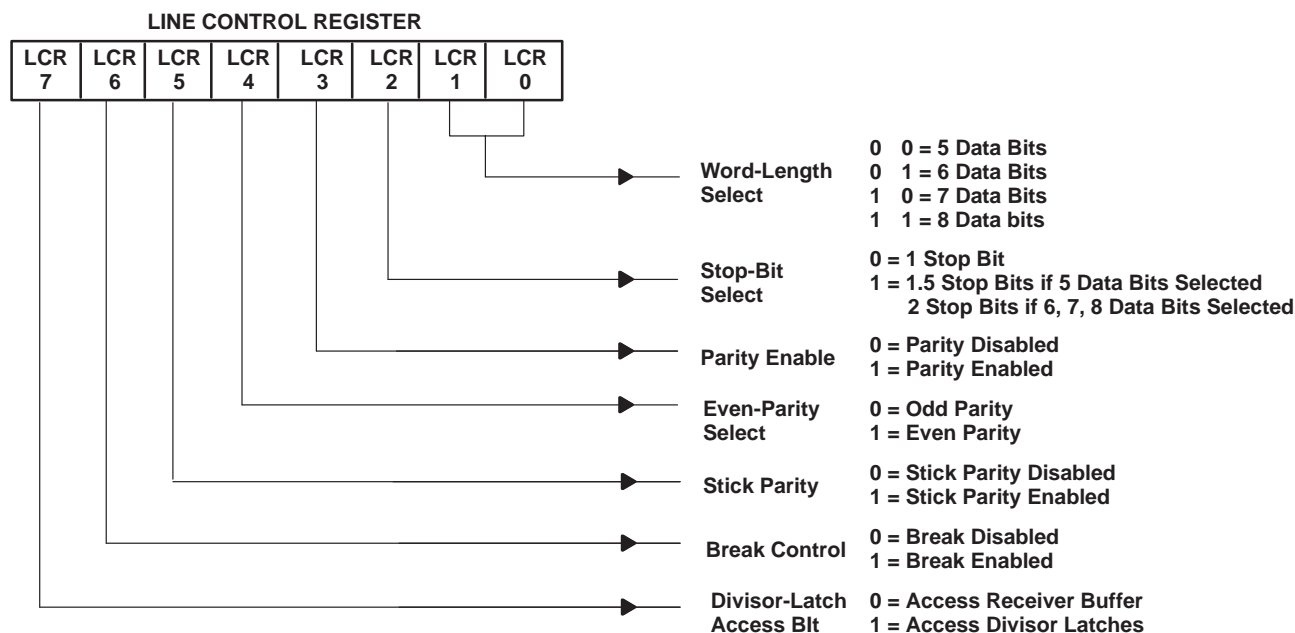 LINE CONTROL REGISTER
LCR 7
LCR 6
LCR 5
LCR 4
LCR 3
LCR 2
LCR 1
LCR 0
Word-Length
Select
0 0 = 5 Data Bits
0 1 = 6 Data Bits
1 0 = 7 Data Bits
1 1 = 8 Data bits
Stop-Bit
Select
0 = 1 Stop Bit
1 = 1.5 Stop Bits if 5 Data Bits Selected
2 Stop Bits if 6, 7, 8 Data Bits Selected
Parity Enable
0 = Parity Disabled
1 = Parity Enabled
Even-Parity
Select
0 = Odd Parity
1 = Even Parity
Stick Parity
0 = Stick Parity Disabled
1 = Stick Parity Enabled
Break Control
0 = Break Disabled
1 = Break Enabled
Divisor-Latch
Access BIt
0 = Access Receiver Buffer
1 = Access Divisor Latches